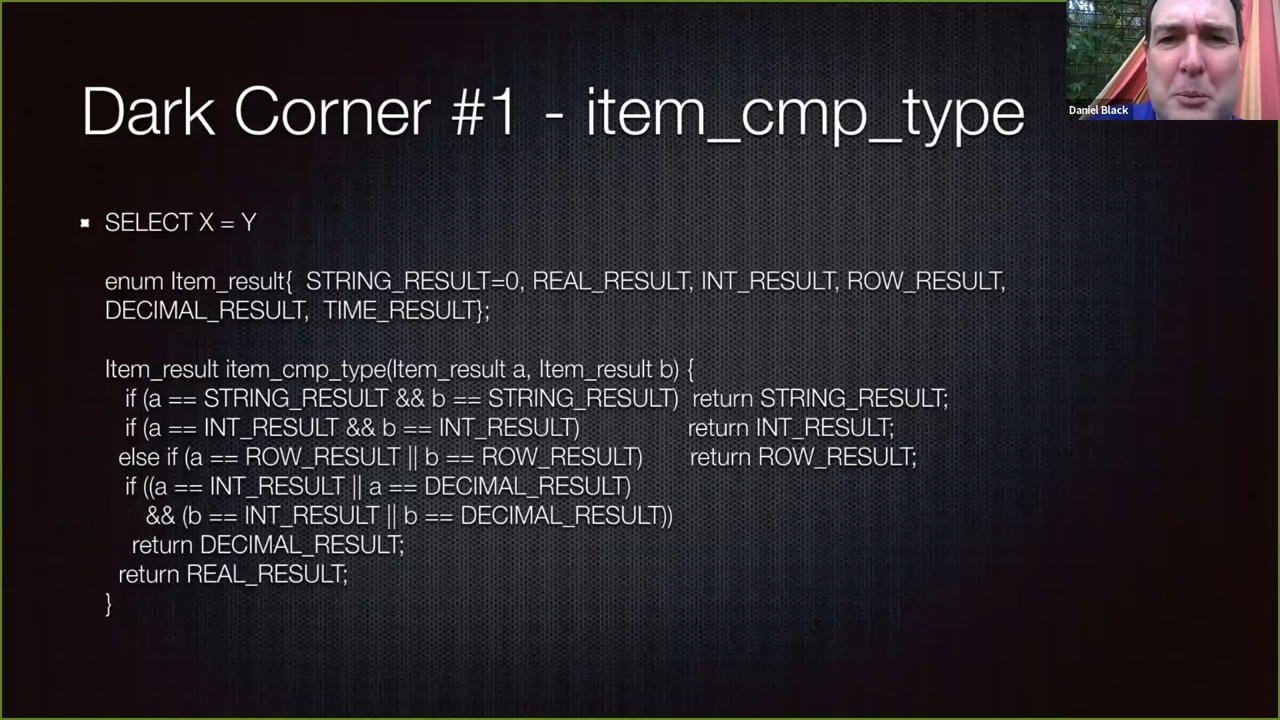 Dark Corner #1 - item_cmp_type
Daniel Black
SELECT X = Y
enum Item_result{ STRING_RESULT=0, REAL_RESULT, INT_RESULT, ROW_RESULT,
DECIMAL_RESULT, TIME_RESULT};
Item_result item_cmp_type(Item_result a, Item_result b) {
if (a == STRING_RESULT && b == STRING_RESULT) return STRING_RESULT;
if (a == INT_RESULT && b == INT_RESULT) return INT_RESULT;
else if (a == ROW_RESULT || b == ROW_RESULT) return ROW_RESULT;
if ((a == INT_RESULT || a == DECIMAL_RESULT)
&& (b == INT_RESULT || b == DECIMAL_RESULT))
return DECIMAL_RESULT;
return REAL_RESULT;
}